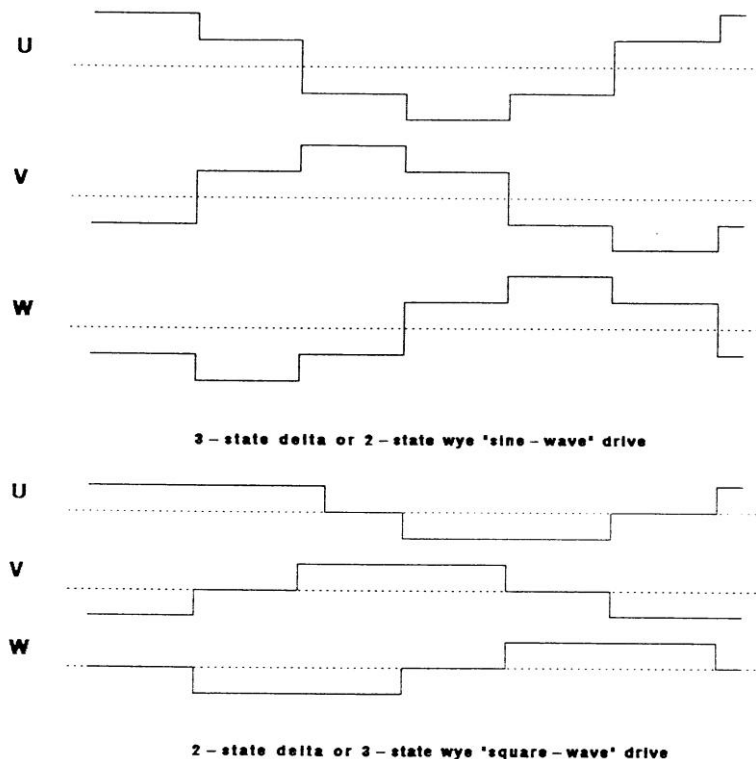 U
V
W
3 – state delta or 2 – state wye "sine – wave" drive
U
V
W
2 – state delta or 3 – state wye "square – wave" drive